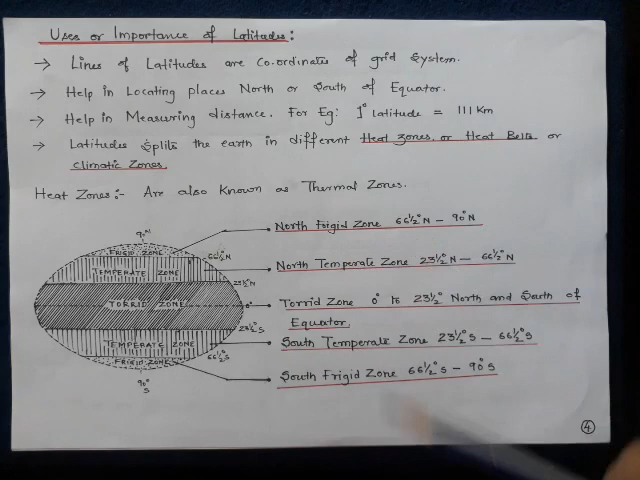 Uses or Importance of Latitudes:
→ Lines of Latitudes are Co.ordinates of grid System.
→ Help in Locating places North or South of Equator.
→ Help in Measuring distance. For Eg: 1° latitude = 111 Km
→ Latitudes Splits the earth in different Heat zones, or Heat Belts or
Climatic Zones.
Heat Zones:- Are also Known as Thermal Zones.
90°N
FRIGID ZONE
66½°N
TEMPERATE ZONE
23½°N
TORRID ZONE
0°
23½°S
TEMPERATE ZONE
66½°S
FRIGID ZONE
90°
S
North Frigid Zone 66½°N - 90°N
North Temperate Zone 23½°N - 66½°N
Torrid Zone 0° to 23½° North and South of
Equator.
South Temperate Zone 23½°S - 66½°S
South Frigid Zone 66½°S - 90°S
4